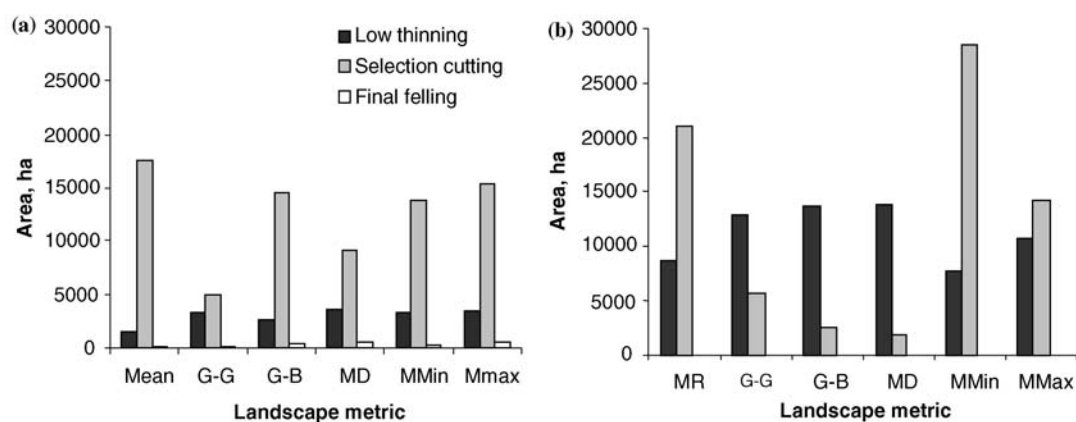 (a)
30000
25000
20000
15000
10000
5000
0
Area, ha
Low thinning
Selection cutting
Final felling
Mean G-G G-B MD MMin Mmax
Landscape metric
(b)
30000
25000
20000
15000
10000
5000
0
Area, ha
MR G-G G-B MD MMin MMax
Landscape metric